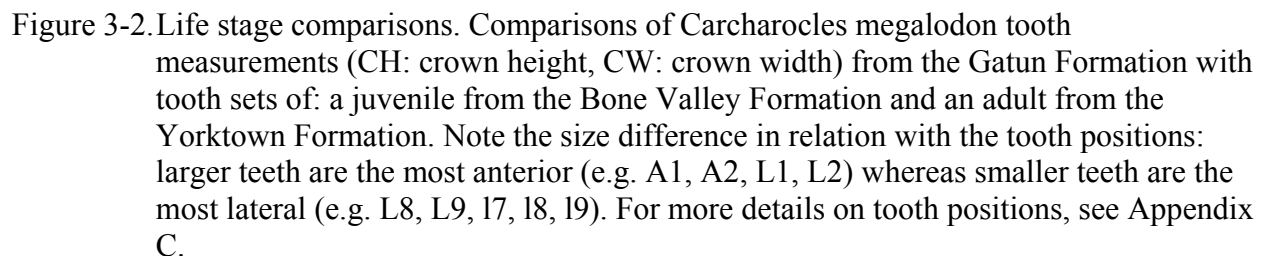 Figure 3-2. Life stage comparisons. Comparisons of Carcharocles megalodon tooth
measurements (CH: crown height, CW: crown width) from the Gatun Formation with
tooth sets of: a juvenile from the Bone Valley Formation and an adult from the
Yorktown Formation. Note the size difference in relation with the tooth positions:
larger teeth are the most anterior (e.g. A1, A2, L1, L2) whereas smaller teeth are the
most lateral (e.g. L8, L9, l7, l8, l9). For more details on tooth positions, see Appendix
C.